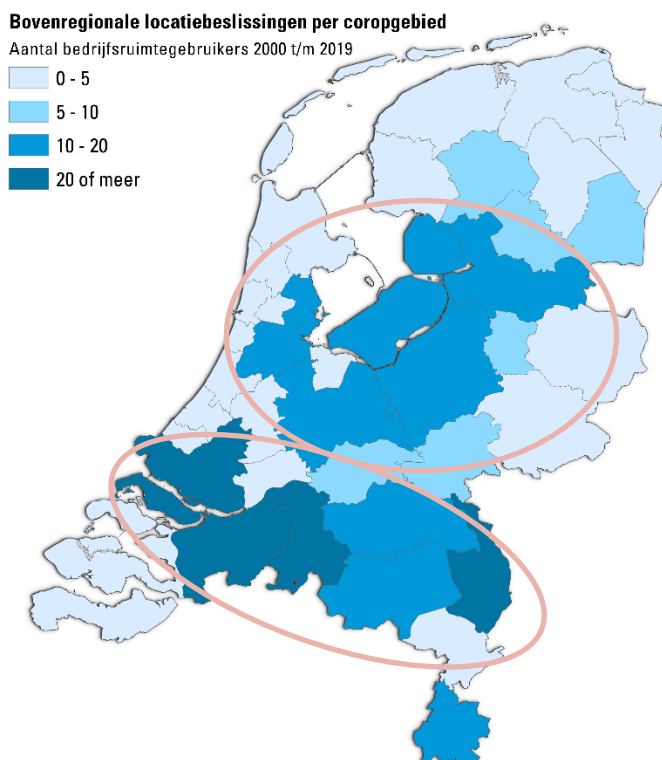 Bovenregionale locatiebeslissingen per coropgebied
Aantal bedrijfsruimtegebruikers 2000 t/m 2019
0 - 5
5 - 10
10 - 20
20 of meer